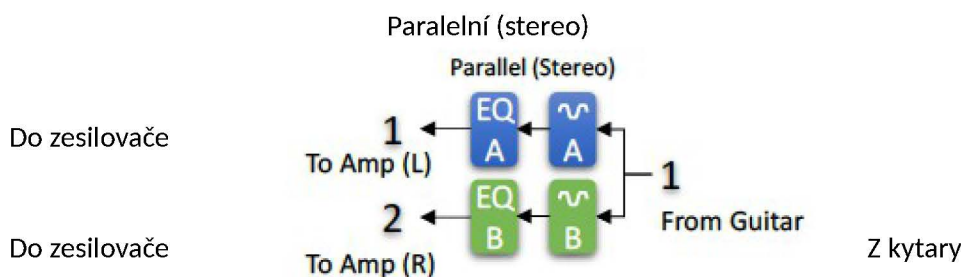 Paralelní (stereo)
Parallel (Stereo)
Do zesilovače
1
To Amp (L)
EQ
A
A
1
From Guitar
Do zesilovače
2
To Amp (R)
EQ
B
B
Z kytary